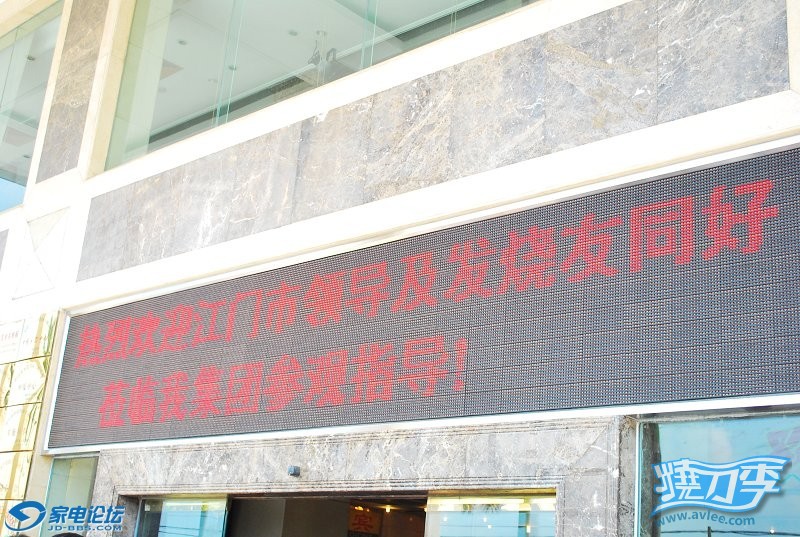 热烈欢迎江门市领导及发烧友同好
莅临我集团参观指导!
宾
家电论坛
JD-BBS.COM
烧刀李
www.avlee.com